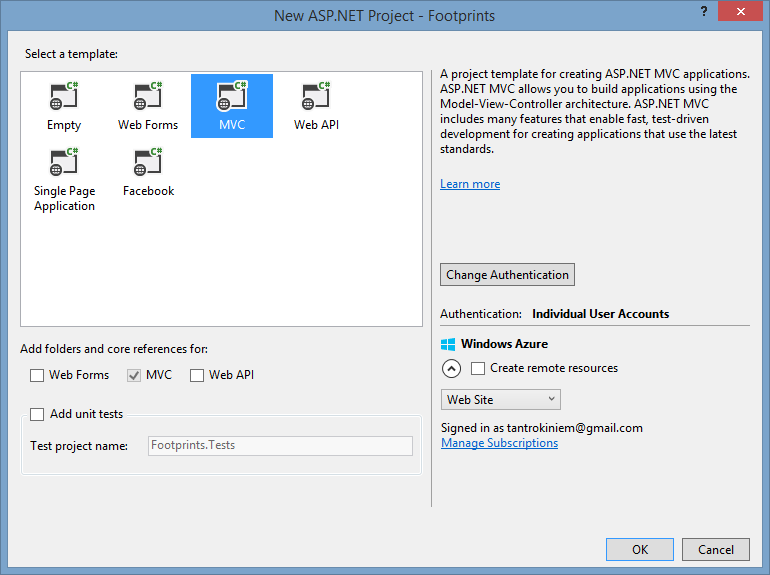 New ASP.NET Project - Footprints
?
Select a template:
C# C# C# C#
Empty Web Forms MVC Web API
C# C#
Single Page Facebook
Application
Add folders and core references for:
Web Forms MVC Web API
Add unit tests
Test project name: Footprints.Tests
A project template for creating ASP.NET MVC applications.
ASP.NET MVC allows you to build applications using the
Model-View-Controller architecture. ASP.NET MVC
includes many features that enable fast, test-driven
development for creating applications that use the latest
standards.
Learn more
Change Authentication
Authentication: Individual User Accounts
Windows Azure
Create remote resources
Web Site
Signed in as tantrokiniem@gmail.com
Manage Subscriptions
OK Cancel